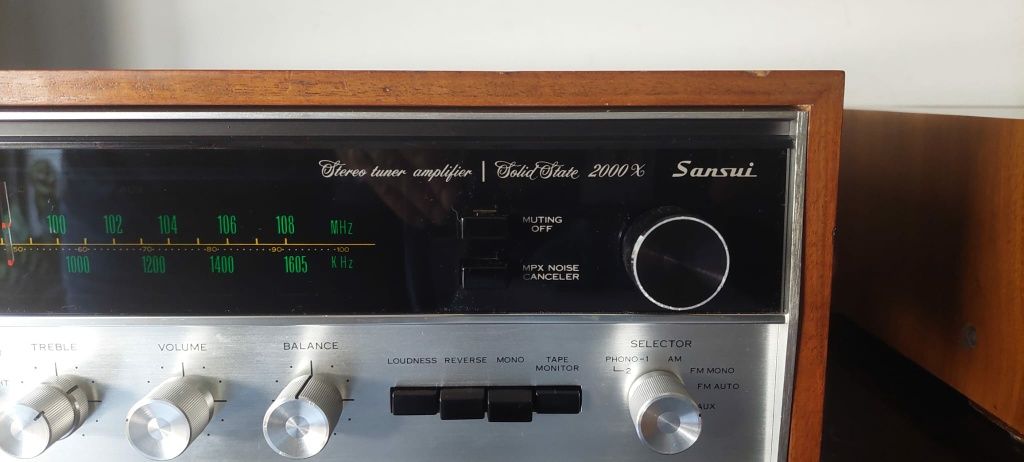 Stereo tuner amplifier | Solid State 2000X Sansui
100 102 104 106 108 MHz
50 60 70 80 90 100
1000 1200 1400 1605 KHz
MUTING
OFF
MPX NOISE
CANCELER
TREBLE VOLUME BALANCE
LOUDNESS REVERSE MONO TAPE
MONITOR
SELECTOR
PHONO-1 AM
2 FM MONO
FM AUTO
AUX